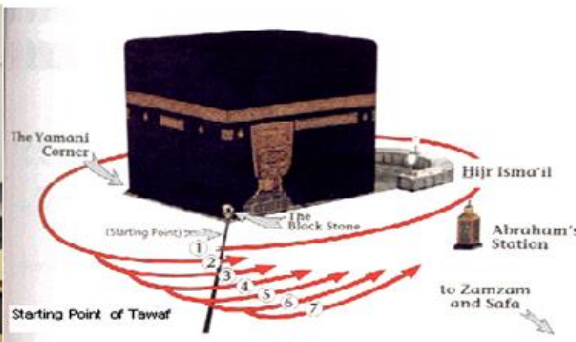 The Yamani
Corner
Hijr Isma'il
(Starting Point)
The
Black Stone
Abraham's
Station
1
2
3
4
5
6
7
to Zamzam
and Safa
Starting Point of Tawaf